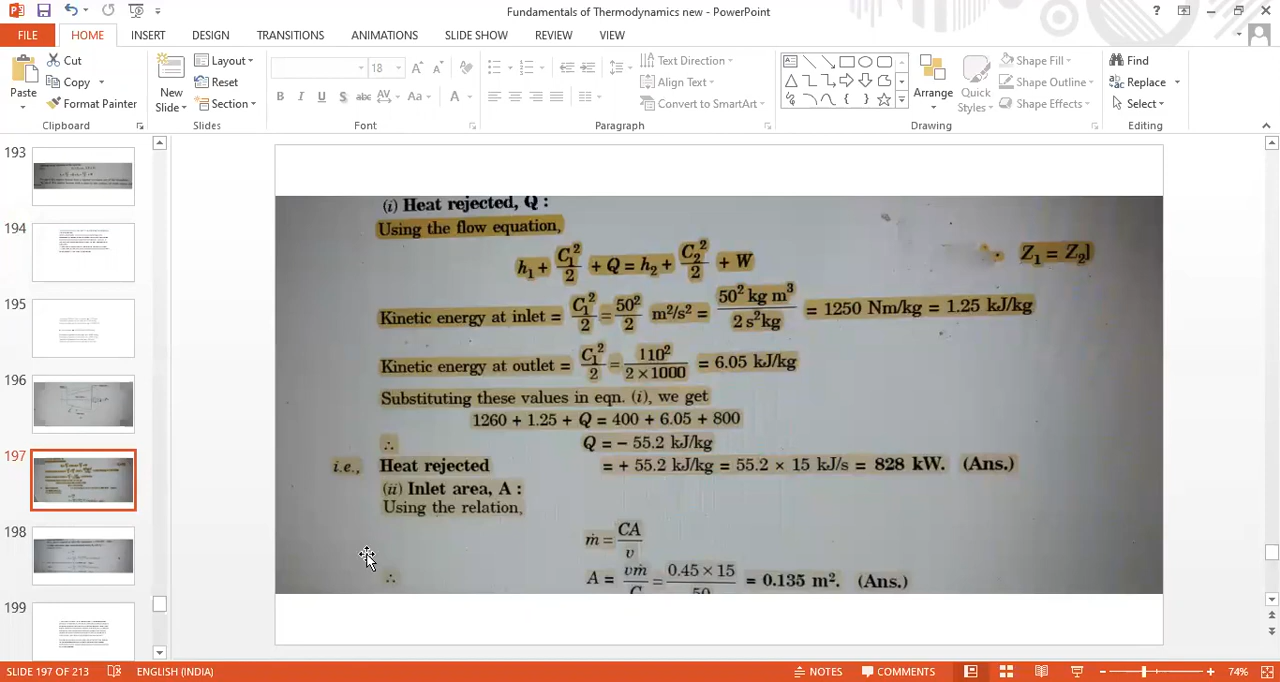 Fundamentals of Thermodynamics new - PowerPoint
FILE HOME INSERT DESIGN TRANSITIONS ANIMATIONS SLIDE SHOW REVIEW VIEW
Paste Cut Copy Format Painter Clipboard
New Slide Layout Reset Section Slides
18 B I U S abc AV Aa A Font
Text Direction Align Text Convert to SmartArt Paragraph
Arrange Quick Styles Shape Fill Shape Outline Shape Effects Drawing
Find Replace Select Editing
193
194
195
196
197
198
199
(i) Heat rejected, Q :
Using the flow equation,
h₁ + C₁²/2 + Q = h₂ + C₂²/2 + W Z₁ = Z₂]
Kinetic energy at inlet = C₁²/2 = 50²/2 m²/s² = 50² kg m³/2 s²kg = 1250 Nm/kg = 1.25 kJ/kg
Kinetic energy at outlet = C₁²/2 = 110²/2 × 1000 = 6.05 kJ/kg
Substituting these values in eqn. (i), we get
1260 + 1.25 + Q = 400 + 6.05 + 800
∴ Q = – 55.2 kJ/kg
i.e., Heat rejected = + 55.2 kJ/kg = 55.2 × 15 kJ/s = 828 kW. (Ans.)
(ii) Inlet area, A :
Using the relation,
ṁ = CA/v
∴ A = vṁ/C = 0.45 × 15/50 = 0.135 m². (Ans.)
SLIDE 197 OF 213 ENGLISH (INDIA) NOTES COMMENTS 74%